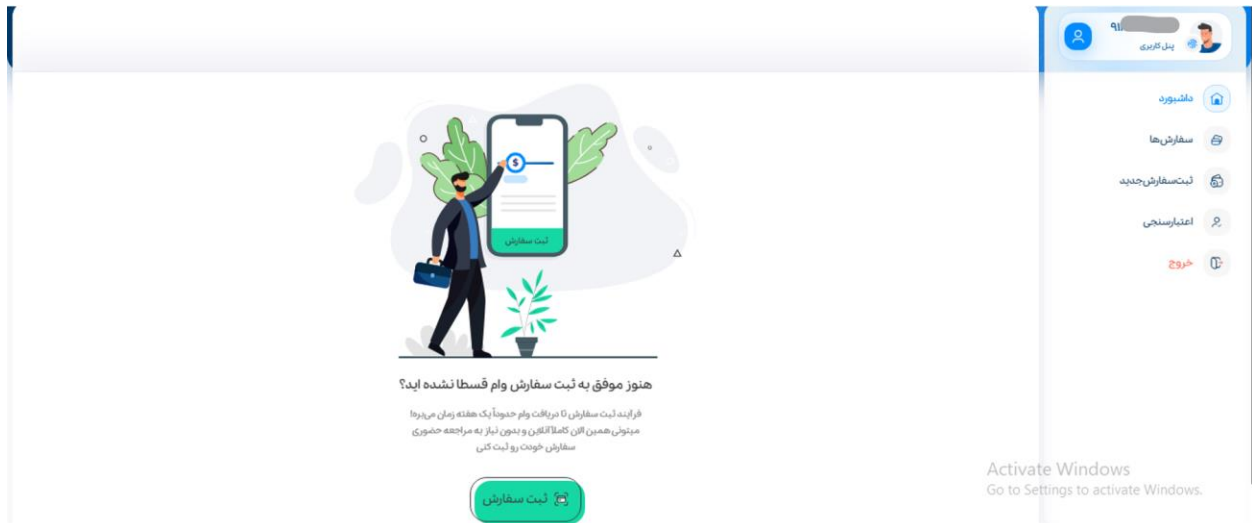 ۹۱
پنل کاربری
داشبورد
سفارش‌ها
ثبت‌سفارش‌جدید
اعتبارسنجی
خروج
$
ثبت سفارش
هنوز موفق به ثبت سفارش وام قسطا نشده اید؟
فرآیند ثبت سفارش تا دریافت وام حدوداً یک هفته زمان می‌بره!
میتونی همین الان کاملاً آنلاین و بدون نیاز به مراجعه حضوری
سفارش خودت رو ثبت کنی
ثبت سفارش
Activate Windows
Go to Settings to activate Windows.